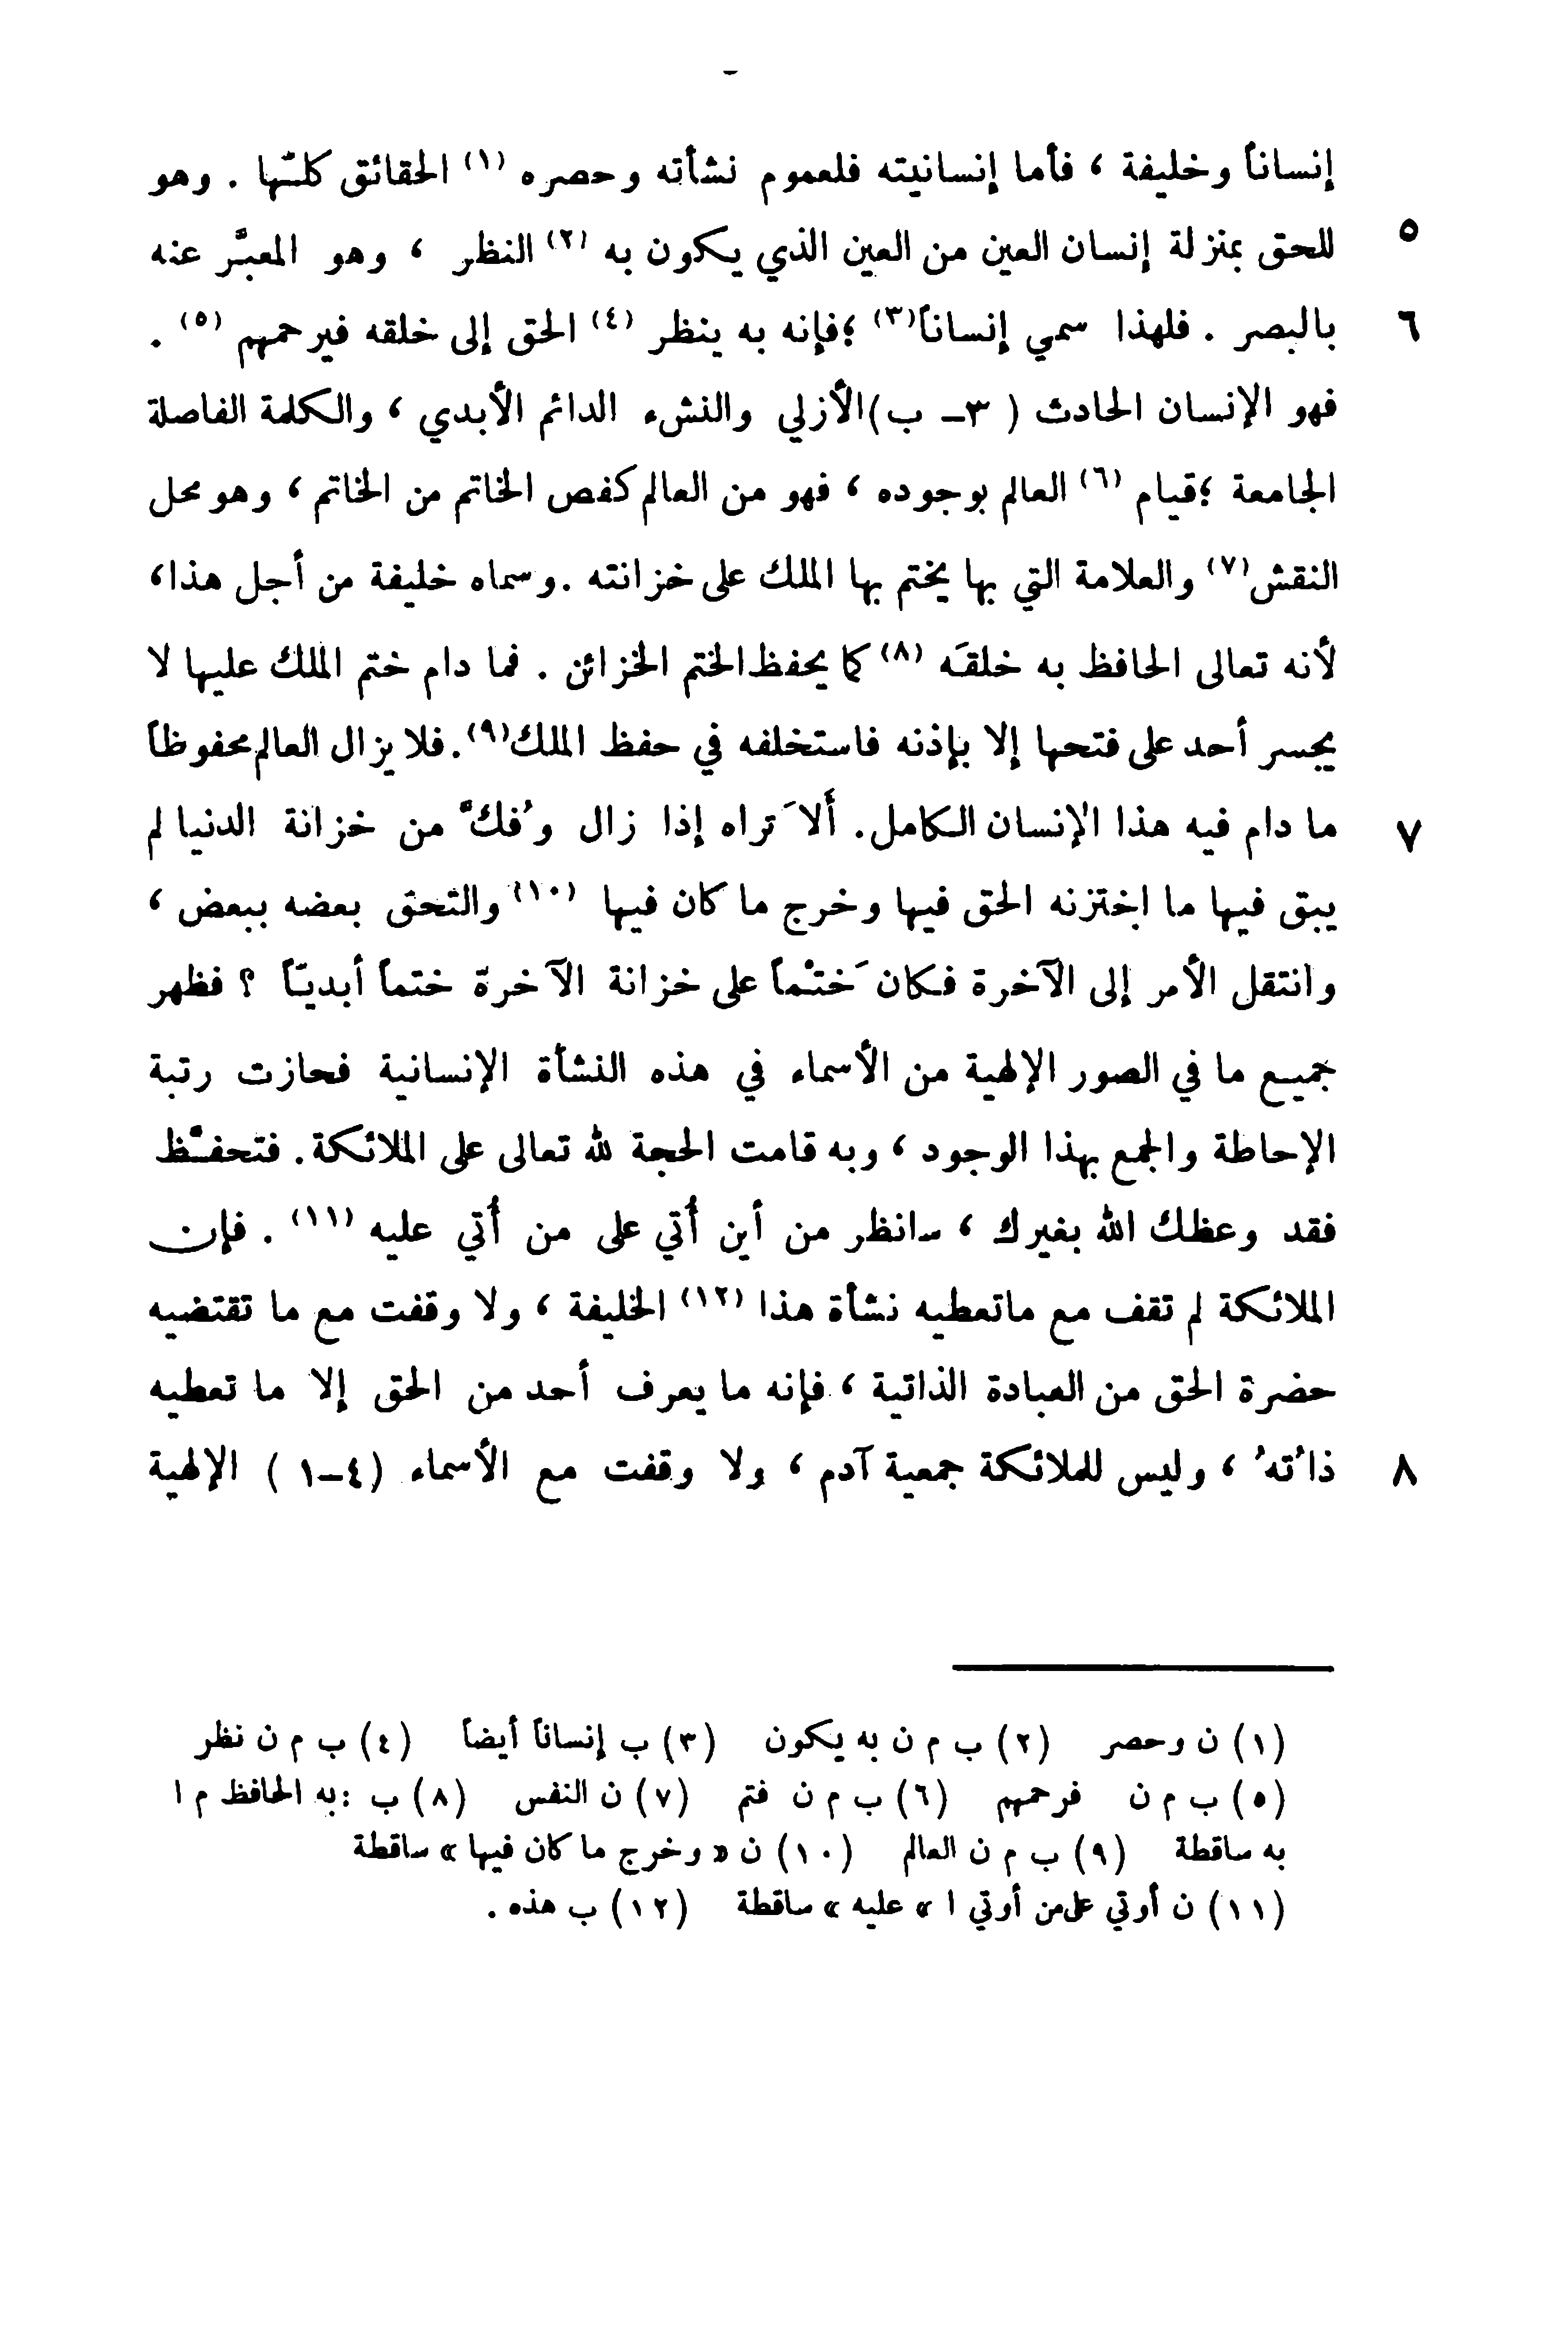 إنساناً وخليفة ، فأما إنسانيته فلعموم نشأته وحصره (١) الحقائق كلَّها . وهو
٥ للحق بمنزلة إنسان العين من العين الذي يكون به (٢) النظر ، وهو المعبَّر عنه
٦ بالبصر . فلهذا سمي إنساناً (٣) ؛ فإنه به ينظر (٤) الحق إلى خلقه فيرحمهم (٥) .
فهو الإنسان الحادث ( ٣ــ ب) الأزلي والنشء الدائم الأبدي ، والكلمة الفاصلة
الجامعة ؛ قيام (٦) العالم بوجوده ، فهو من العالم كفص الخاتم من الخاتم ، وهو محل
النقش (٧) والعلامة التي بها يختم بها الملك على خزانته . وسماه خليفة من أجل هذا ،
لأنه تعالى الحافظ به خلقَه (٨) كما يحفظ الختم الخزائن . فما دام ختم الملك عليها لا
يجسر أحد على فتحها إلا بإذنه فاستخلفه في حفظ الملك (٩) . فلا يزال العالم محفوظاً
٧ ما دام فيه هذا الإنسان الكامل . أَلاَ تراه إذا زال وفُكَّ من خزانة الدنيا لم
يبق فيها ما اختزنه الحق فيها وخرج ما كان فيها (١٠) والتحق بعضه ببعض ،
وانتقل الأمر إلى الآخرة فكان خَتْماً على خزانة الآخرة ختماً أبديّاً ؟ فظهر
جميع ما في الصور الإلهية من الأسماء في هذه النشأة الإنسانية فحازت رتبة
الإحاطة والجمع بهذا الوجود ، وبه قامت الحجة لله تعالى على الملائكة . فتحفَّظ
فقد وعظك الله بغيرك ، وانظر من أين أُتي على من أُتي عليه (١١) . فإن
الملائكة لم تقف مع ما تعطيه نشأة هذا (١٢) الخليفة ، ولا وقفت مع ما تقتضيه
حضرة الحق من العبادة الذاتية ، فإنه ما يعرف أحد من الحق إلا ما تعطيه
٨ ذاتُهُ ، وليس للملائكة جمعية آدم ، ولا وقفت مع الأسماء (٤ــ ١ ) الإلهية
(١) ن وحصر (٢) ب م ن به يكون (٣) ب إنساناً أيضاً (٤) ب م ن نظر
(٥) ب م ن فرحمهم (٦) ب م ن فتم (٧) ن النفس (٨) ب : به الحافظ م ا
به ساقطة (٩) ب م ن العالم (١٠) ن « وخرج ما كان فيها » ساقطة
(١١) ن أوتي على من أوتي ا « عليه » ساقطة (١٢) ب هذه .